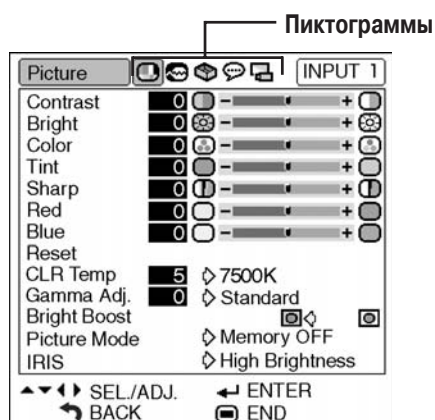 Пиктограммы
Picture INPUT 1
Contrast 0 - +
Bright 0 - +
Color 0 - +
Tint 0 - +
Sharp 0 - +
Red 0 - +
Blue 0 - +
Reset
CLR Temp 5 7500K
Gamma Adj. 0 Standard
Bright Boost
Picture Mode Memory OFF
IRIS High Brightness
SEL./ADJ. ENTER
BACK END